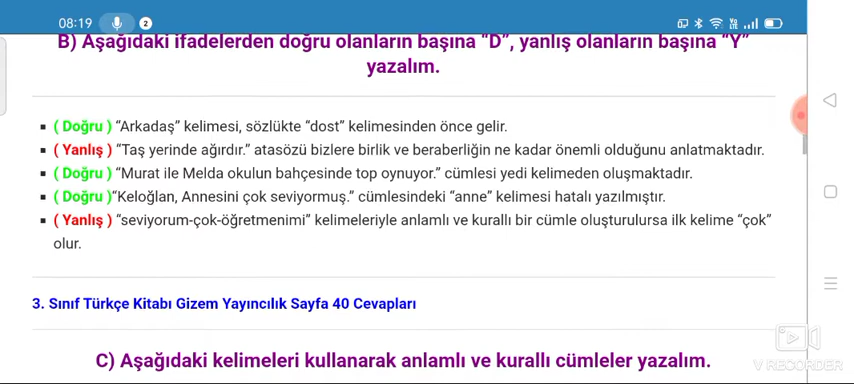 08:19
2
B) Aşağıdaki ifadelerden doğru olanların başına “D”, yanlış olanların başına “Y”
yazalım.
( Doğru ) “Arkadaş” kelimesi, sözlükte “dost” kelimesinden önce gelir.
( Yanlış ) “Taş yerinde ağırdır.” atasözü bizlere birlik ve beraberliğin ne kadar önemli olduğunu anlatmaktadır.
( Doğru ) “Murat ile Melda okulun bahçesinde top oynuyor.” cümlesi yedi kelimeden oluşmaktadır.
( Doğru )“Keloğlan, Annesini çok seviyormuş.” cümlesindeki “anne” kelimesi hatalı yazılmıştır.
( Yanlış ) “seviyorum-çok-öğretmenimi” kelimeleriyle anlamlı ve kurallı bir cümle oluşturulursa ilk kelime “çok”
olur.
3. Sınıf Türkçe Kitabı Gizem Yayıncılık Sayfa 40 Cevapları
C) Aşağıdaki kelimeleri kullanarak anlamlı ve kurallı cümleler yazalım.
V RECORDER